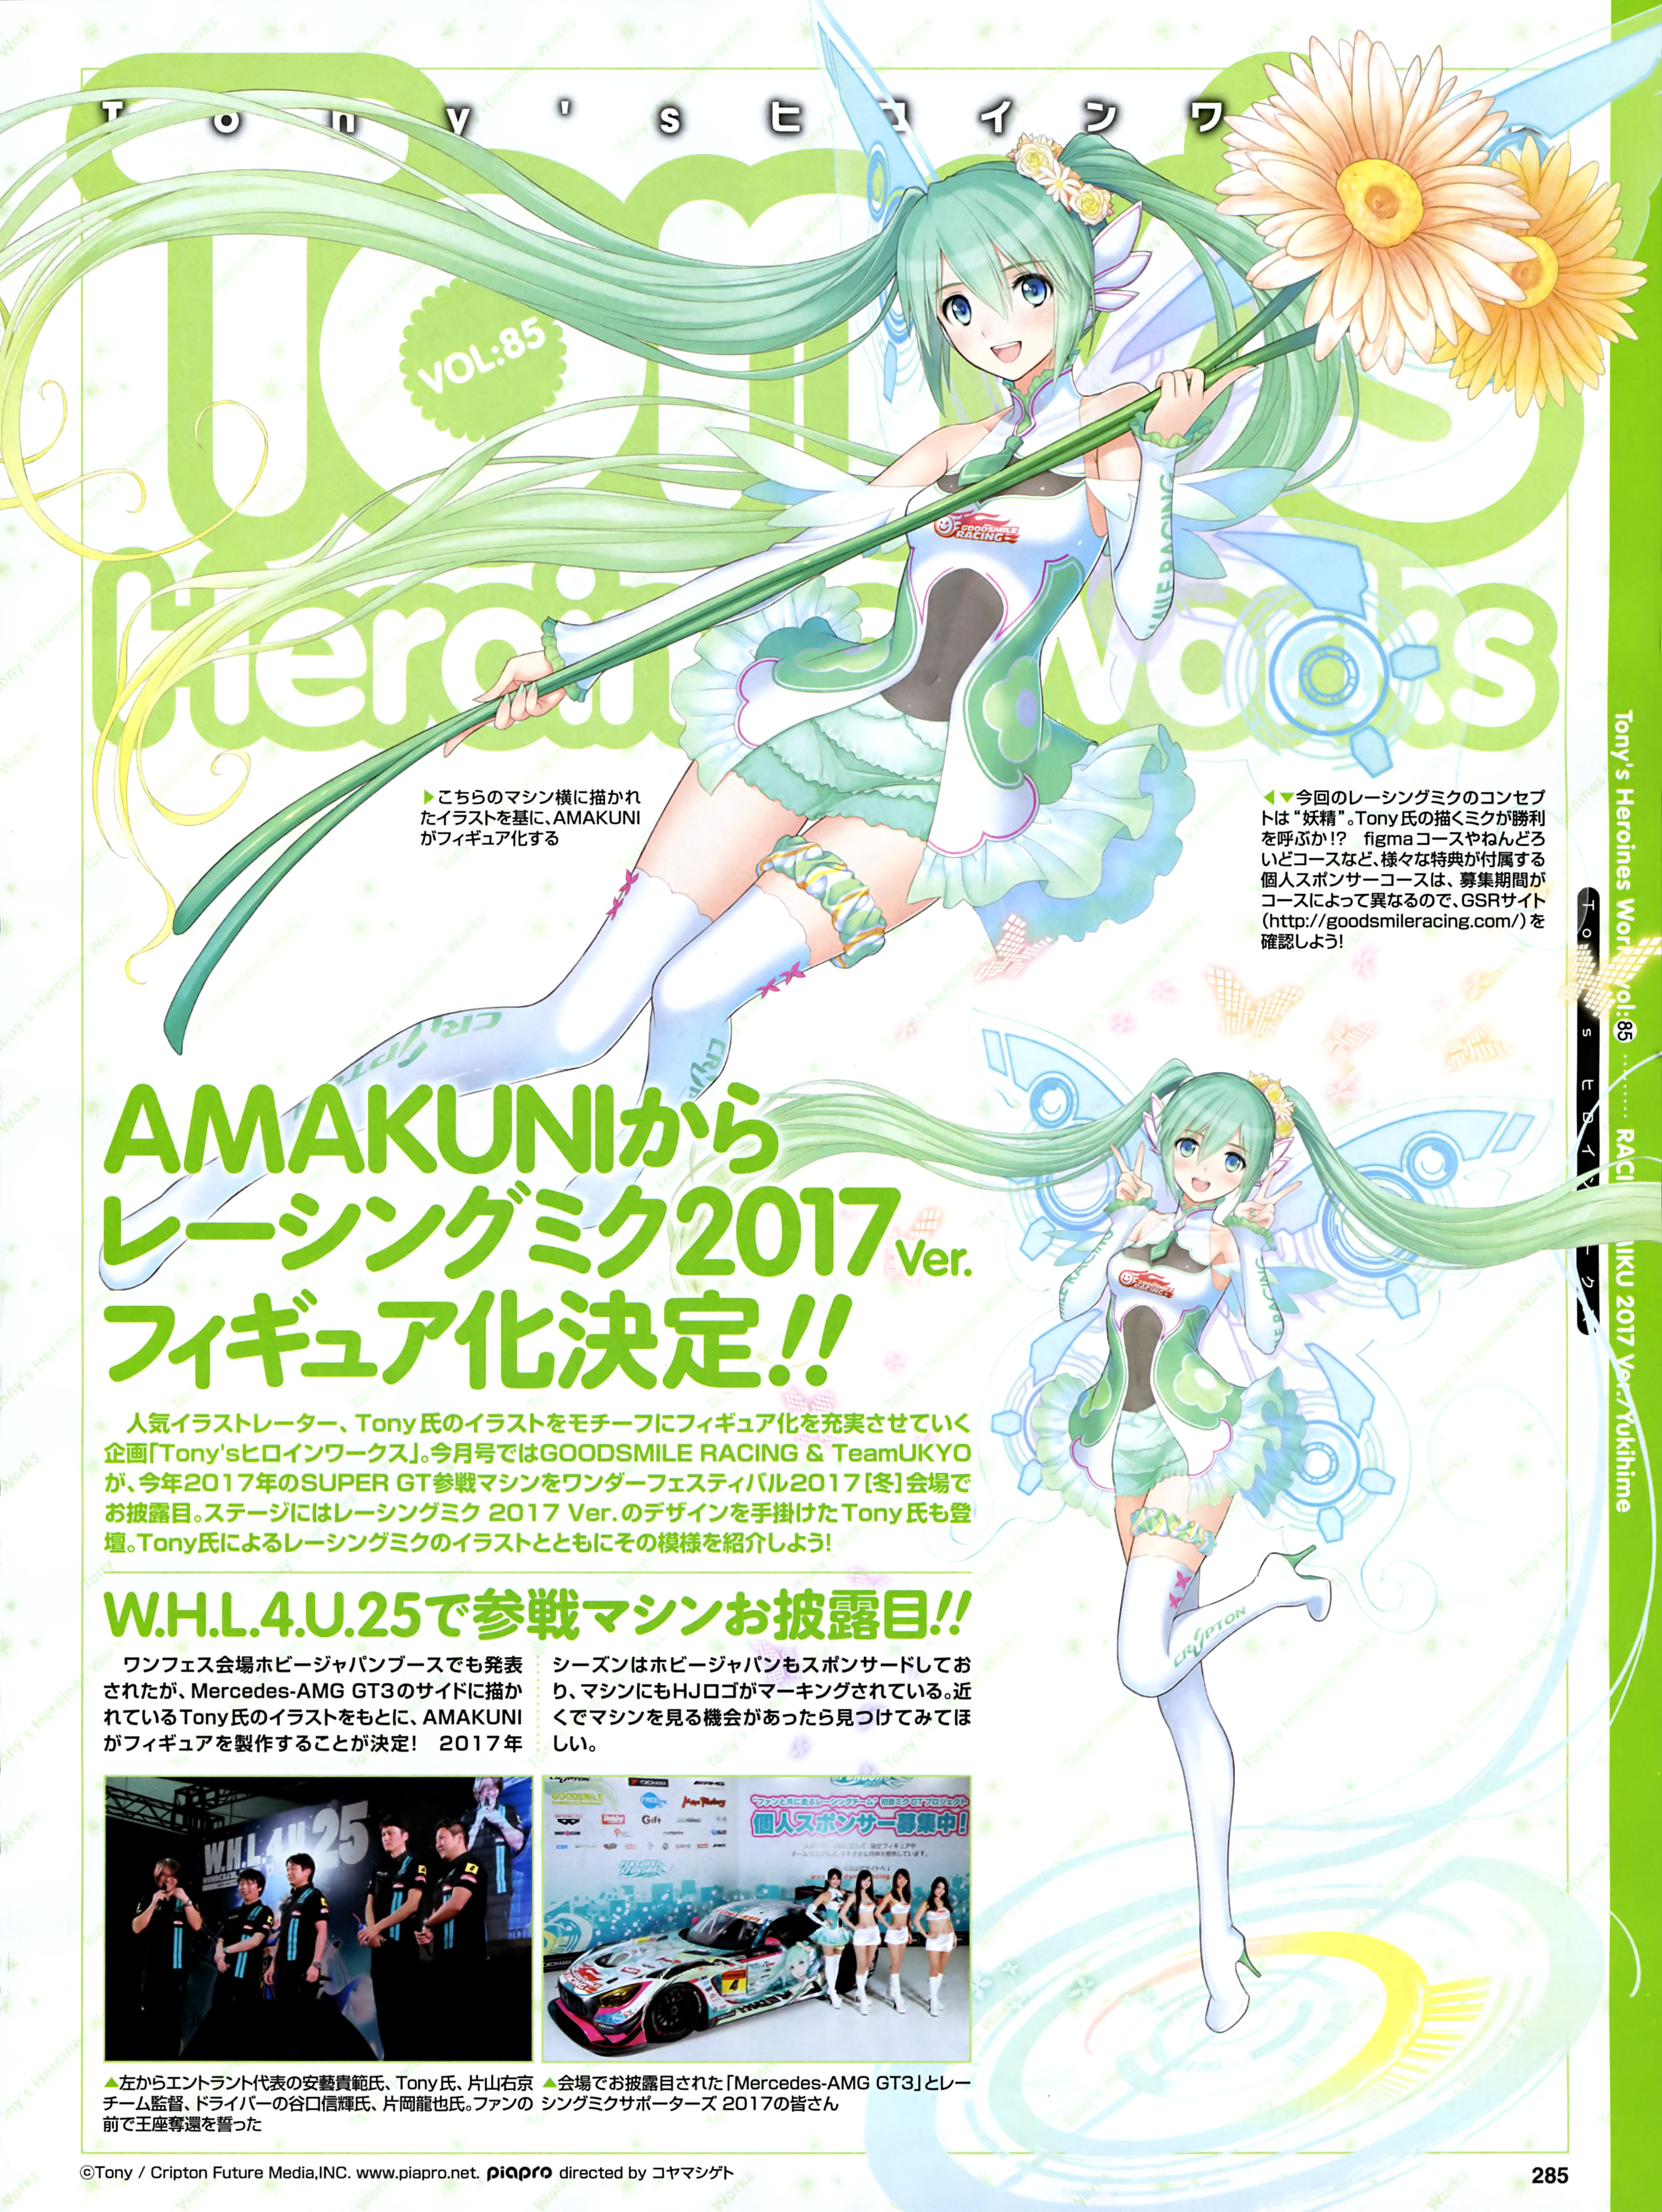 Tony'sヒロインワ
Tony's
VOL:85
Heroines Works
GOODSMILE
RACING
▶こちらのマシン横に描かれ
たイラストを基に、AMAKUNI
がフィギュア化する
◀▼今回のレーシングミクのコンセプ
トは“妖精”。Tony氏の描くミクが勝利
を呼ぶか!?　figmaコースやねんどろ
いどコースなど、様々な特典が付属する
個人スポンサーコースは、募集期間が
コースによって異なるので、GSRサイト
(http://goodsmileracing.com/)を
確認しよう!
CRYPTON
AMAKUNIから
レーシングミク2017 Ver.
フィギュア化決定!!
人気イラストレーター、Tony氏のイラストをモチーフにフィギュア化を充実させていく
企画「Tony'sヒロインワークス」。今月号ではGOODSMILE RACING & TeamUKYO
が、今年2017年のSUPER GT参戦マシンをワンダーフェスティバル2017[冬]会場で
お披露目。ステージにはレーシングミク 2017 Ver.のデザインを手掛けたTony氏も登
壇。Tony氏によるレーシングミクのイラストとともにその模様を紹介しよう!
W.H.L.4.U.25で参戦マシンお披露目!!
ワンフェス会場ホビージャパンブースでも発表
されたが、Mercedes-AMG GT3のサイドに描か
れているTony氏のイラストをもとに、AMAKUNI
がフィギュアを製作することが決定!　2017年
シーズンはホビージャパンもスポンサードしてお
り、マシンにもHJロゴがマーキングされている。近
くでマシンを見る機会があったら見つけてみてほ
しい。
W.H.L.4.U.25
"ファンと共に走るレーシングチーム" 初音ミクGTプロジェクト
個人スポンサー募集中!
▲左からエントラント代表の安藝貴範氏、Tony氏、片山右京
チーム監督、ドライバーの谷口信輝氏、片岡龍也氏。ファンの
前で王座奪還を誓った
▲会場でお披露目された「Mercedes-AMG GT3」とレー
シングミクサポーターズ 2017の皆さん
©Tony / Cripton Future Media,INC. www.piapro.net. piapro directed by コヤマシゲト
285